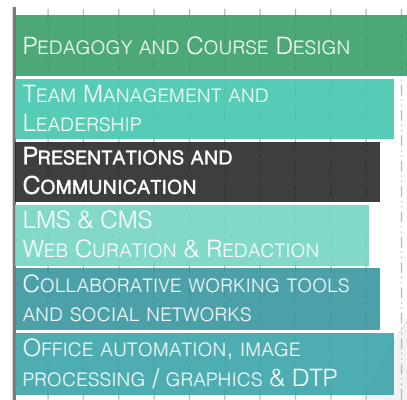 Pedagogy and Course Design
Team Management and
Leadership
Presentations and
Communication
LMS & CMS
Web Curation & Redaction
Collaborative working tools
and social networks
Office automation, image
processing / graphics & DTP